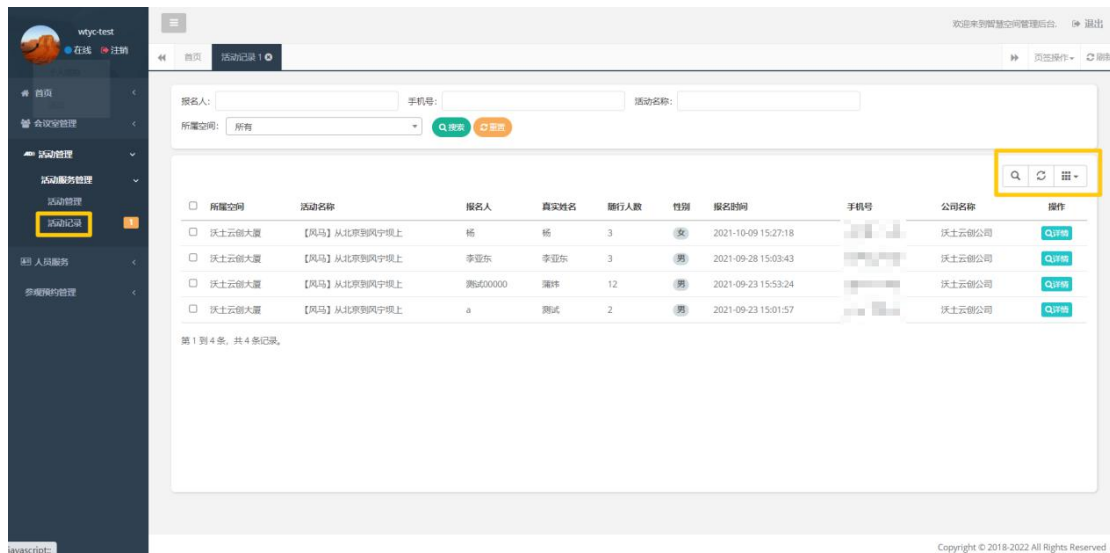 wtyc-test
在线 注销
首页
会议室管理
活动管理
活动服务管理
活动管理
活动记录 1
人员服务
参观预约管理
javascript:;
欢迎来到智慧空间管理后台. 退出
首页 活动记录 1 页签操作 刷新
报名人: 手机号: 活动名称:
所属空间: 所有 搜索 重置
所属空间 活动名称 报名人 真实姓名 随行人数 性别 报名时间 手机号 公司名称 操作
沃土云创大厦 【风马】从北京到风宁坝上 杨 杨 3 女 2021-10-09 15:27:18 沃土云创公司 详情
沃土云创大厦 【风马】从北京到风宁坝上 李亚东 李亚东 3 男 2021-09-28 15:03:43 沃土云创公司 详情
沃土云创大厦 【风马】从北京到风宁坝上 测试00000 蒲炜 12 男 2021-09-23 15:53:24 沃土云创公司 详情
沃土云创大厦 【风马】从北京到风宁坝上 a 测试 2 男 2021-09-23 15:01:57 沃土云创公司 详情
第 1 到 4 条, 共 4 条记录。
Copyright © 2018-2022 All Rights Reserved